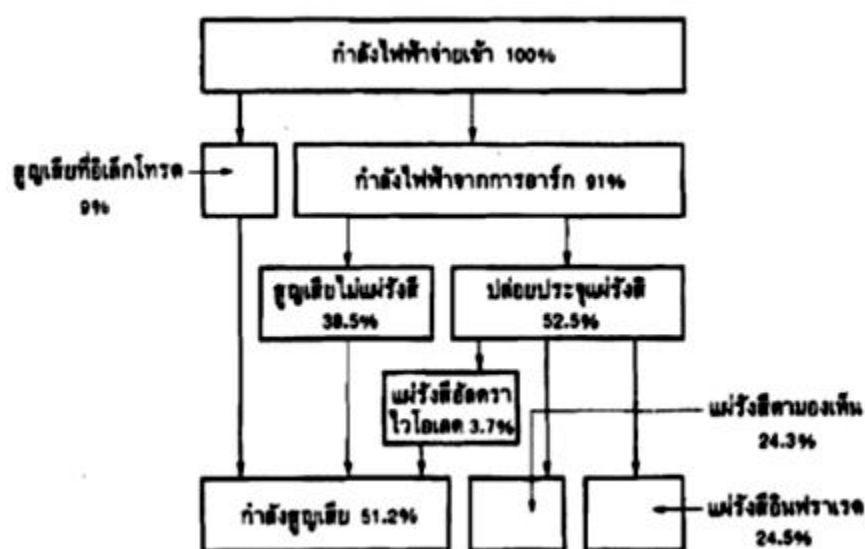 กำลังไฟฟ้าจ่ายเข้า 100%
สูญเสียที่อิเล็กโทรด
9%
กำลังไฟฟ้าจากการอาร์ก 91%
สูญเสียไม่แผ่รังสี
38.5%
ปล่อยประจุแผ่รังสี
52.5%
แผ่รังสีอัลตรา
ไวโอเลต 3.7%
แผ่รังสีตามองเห็น
24.3%
กำลังสูญเสีย 51.2%
แผ่รังสีอินฟราเรด
24.5%